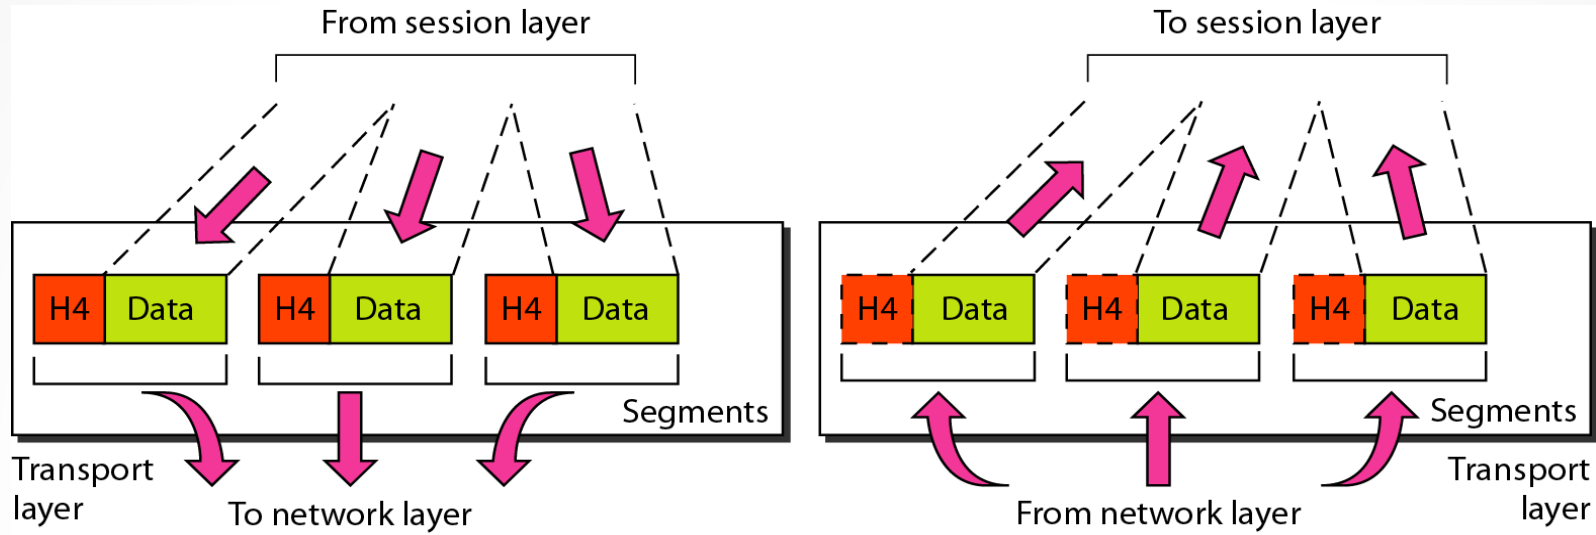 From session layer
H4 Data H4 Data H4 Data
Segments
Transport
layer
To network layer
To session layer
H4 Data H4 Data H4 Data
Segments
Transport
layer
From network layer